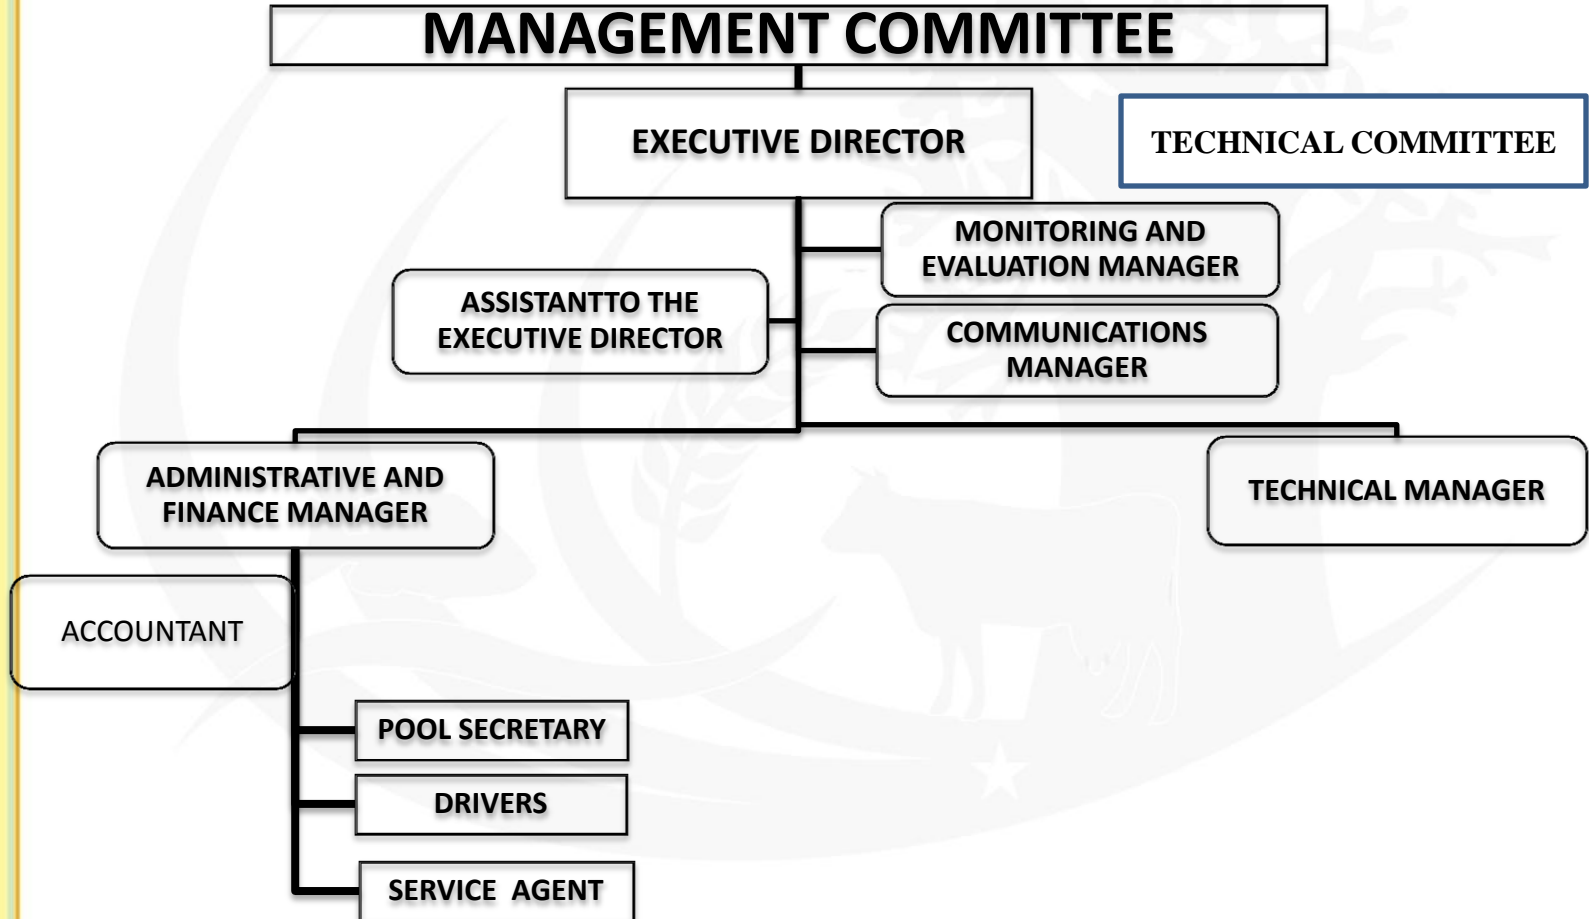 MANAGEMENT COMMITTEE
EXECUTIVE DIRECTOR
TECHNICAL COMMITTEE
MONITORING AND
EVALUATION MANAGER
ASSISTANTTO THE
EXECUTIVE DIRECTOR
COMMUNICATIONS
MANAGER
ADMINISTRATIVE AND
FINANCE MANAGER
TECHNICAL MANAGER
ACCOUNTANT
POOL SECRETARY
DRIVERS
SERVICE AGENT